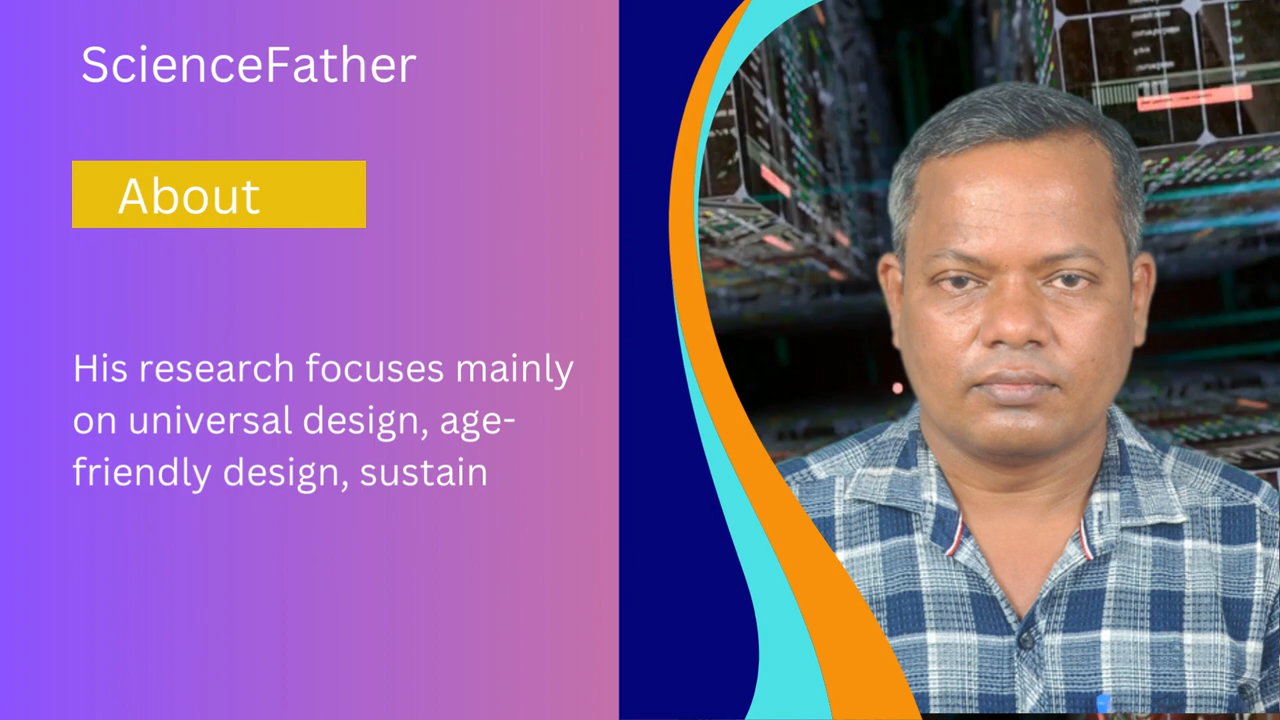 ScienceFather
About
His research focuses mainly
on universal design, age-
friendly design, sustain